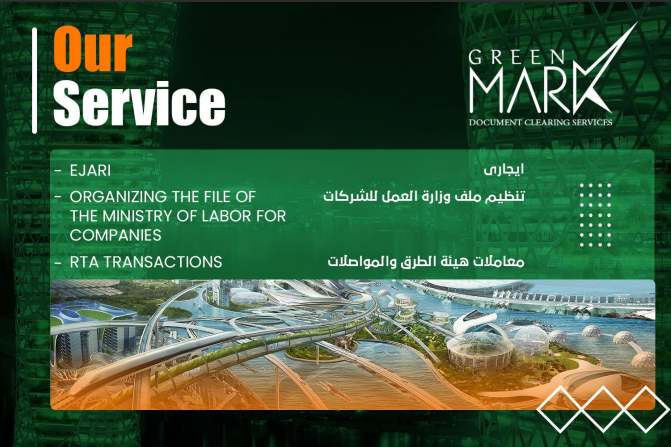 Our
Service
GREEN
MARK
DOCUMENT CLEARING SERVICES
- EJARI
ايجارى
- ORGANIZING THE FILE OF
THE MINISTRY OF LABOR FOR
COMPANIES
تنظيم ملف وزارة العمل للشركات
- RTA TRANSACTIONS
معاملات هيئة الطرق والمواصلات